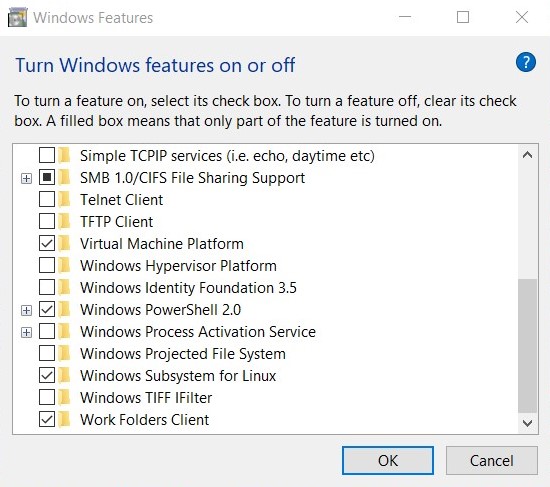 Windows Features
Turn Windows features on or off
?
To turn a feature on, select its check box. To turn a feature off, clear its check
box. A filled box means that only part of the feature is turned on.
Simple TCPIP services (i.e. echo, daytime etc)
SMB 1.0/CIFS File Sharing Support
Telnet Client
TFTP Client
Virtual Machine Platform
Windows Hypervisor Platform
Windows Identity Foundation 3.5
Windows PowerShell 2.0
Windows Process Activation Service
Windows Projected File System
Windows Subsystem for Linux
Windows TIFF IFilter
Work Folders Client
OK Cancel